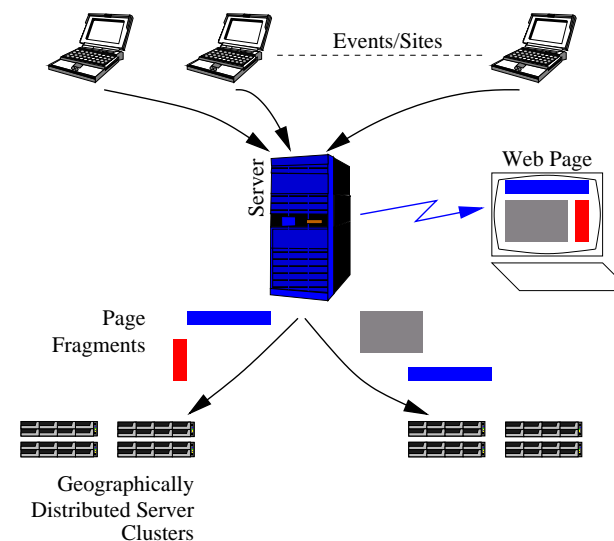 Events/Sites
Server
Web Page
Page
Fragments
Geographically
Distributed Server
Clusters